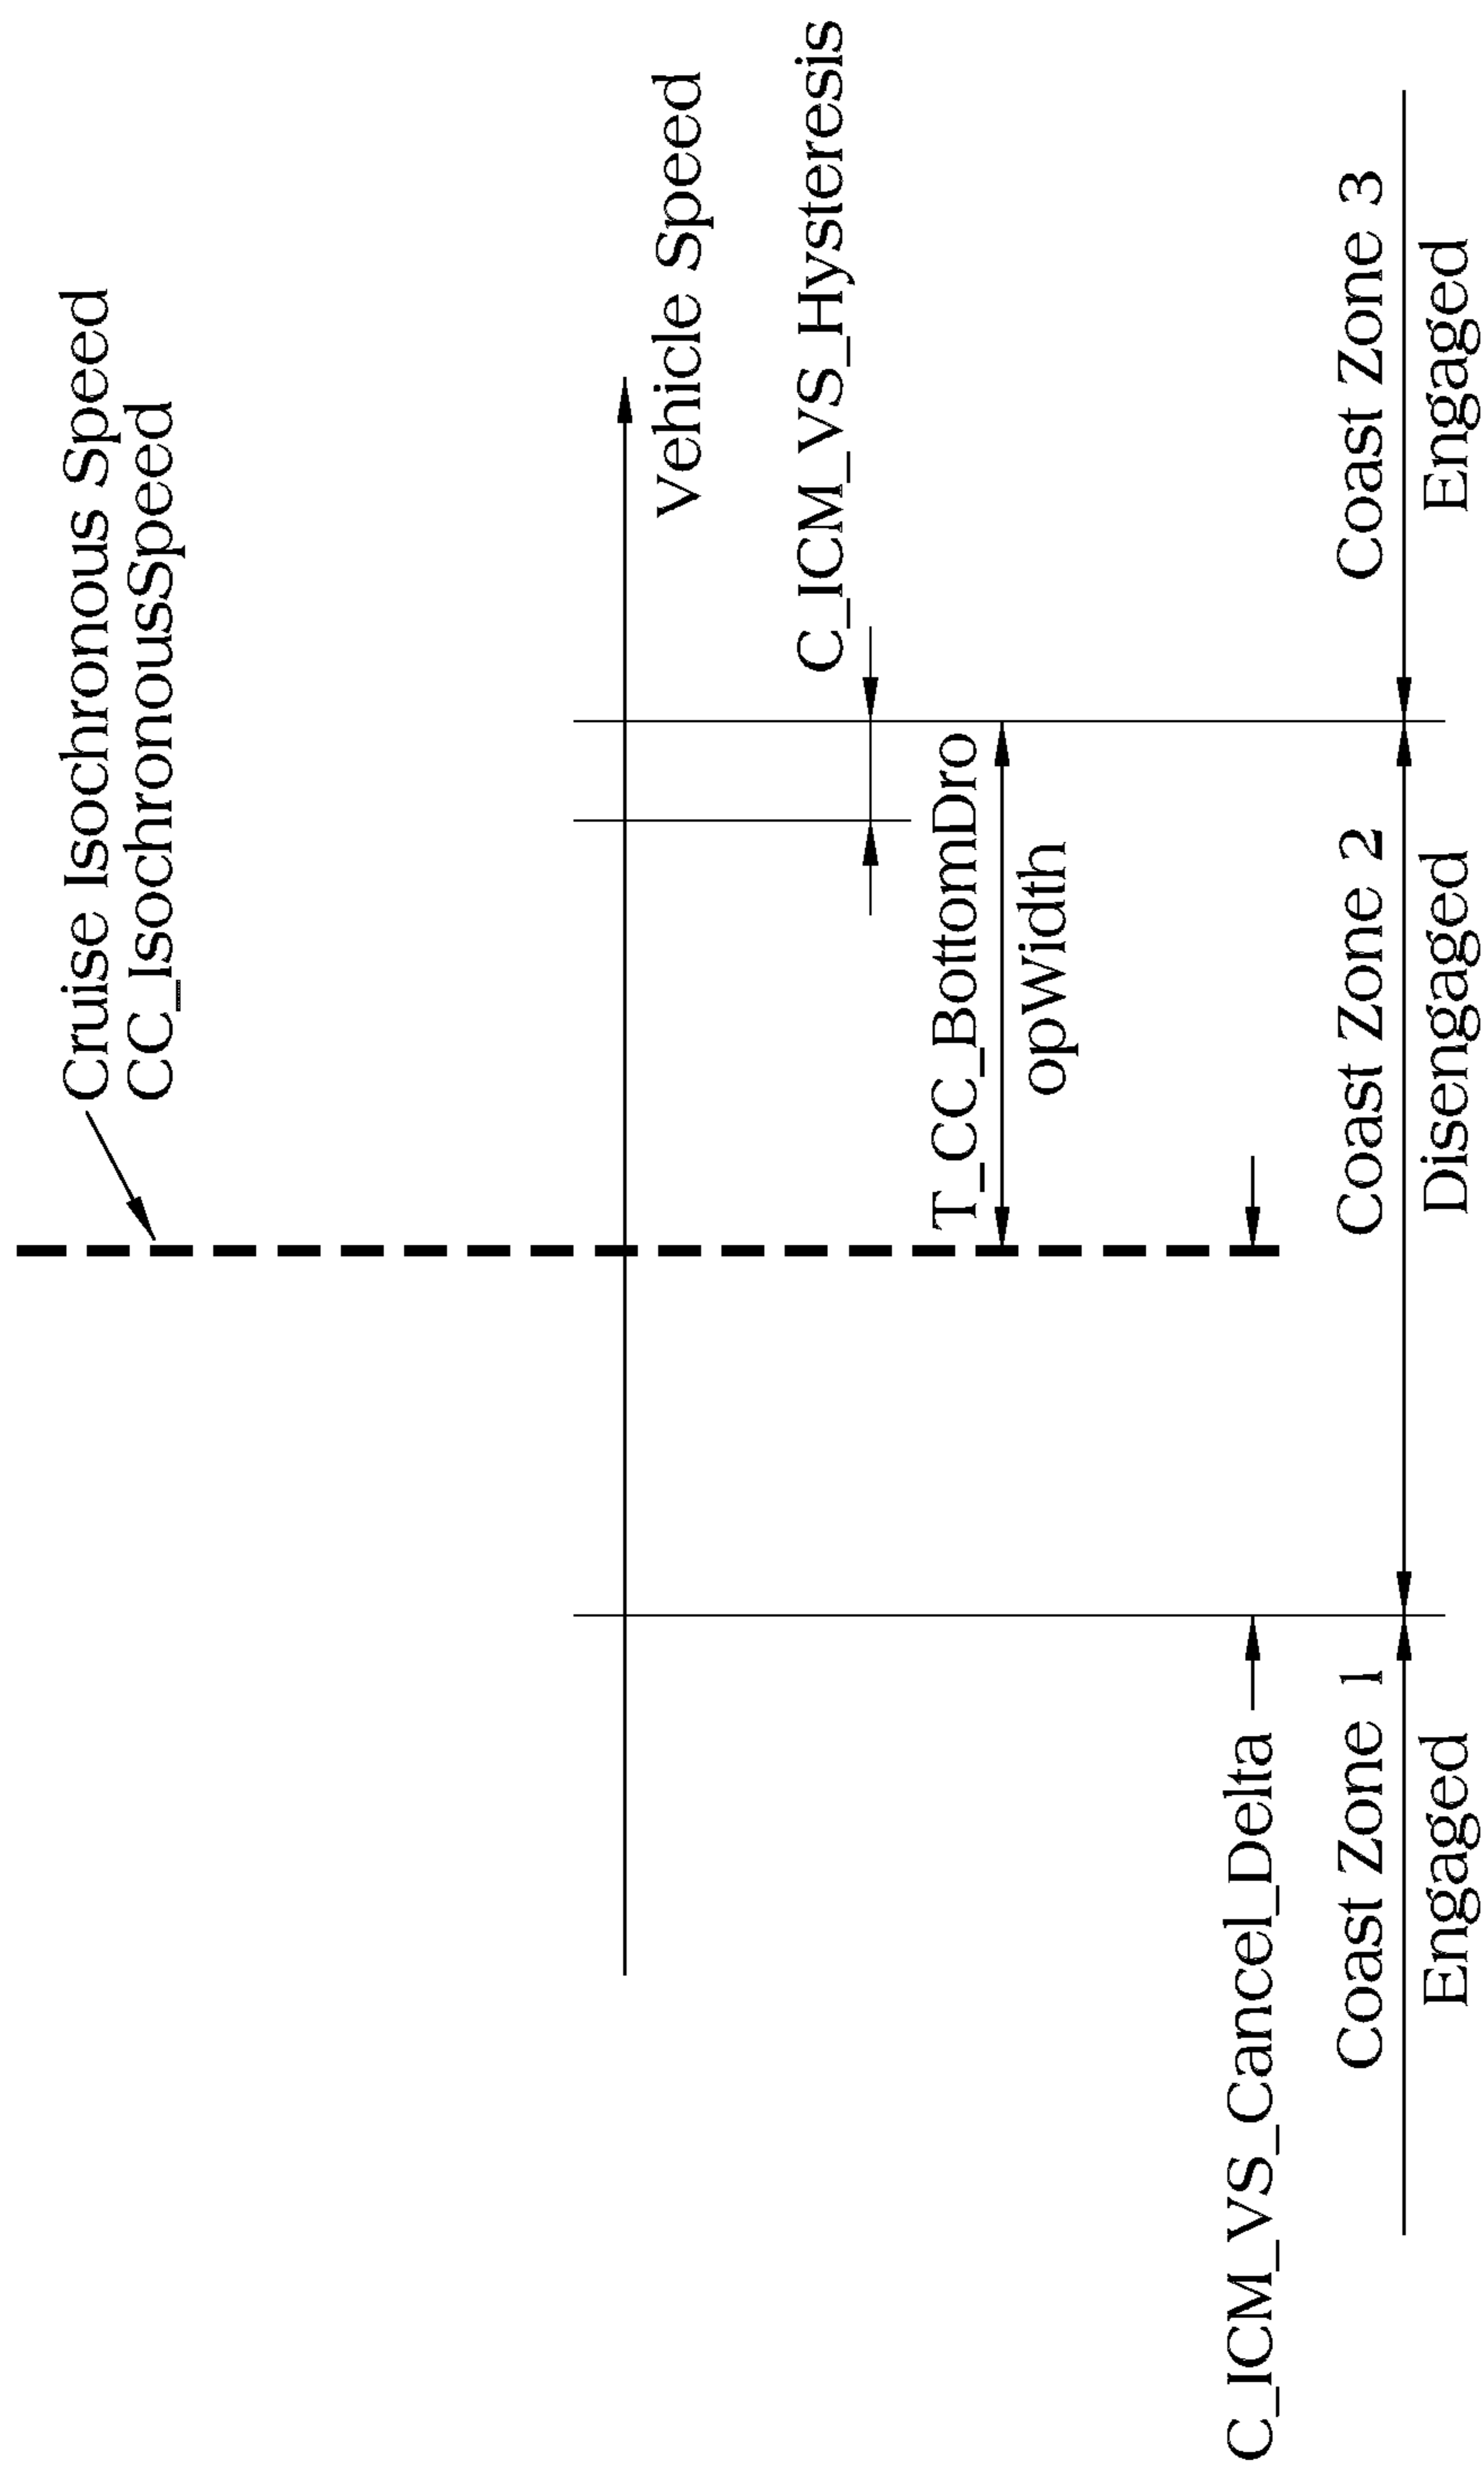 Cruise Isochronous Speed
CC_IsochronousSpeed
Vehicle Speed
C_ICM_VS_Hysteresis
T_CC_BottomDro
opWidth
C_ICM_VS_Cancel_Delta
Coast Zone 1
Engaged
Coast Zone 2
Disengaged
Coast Zone 3
Engaged